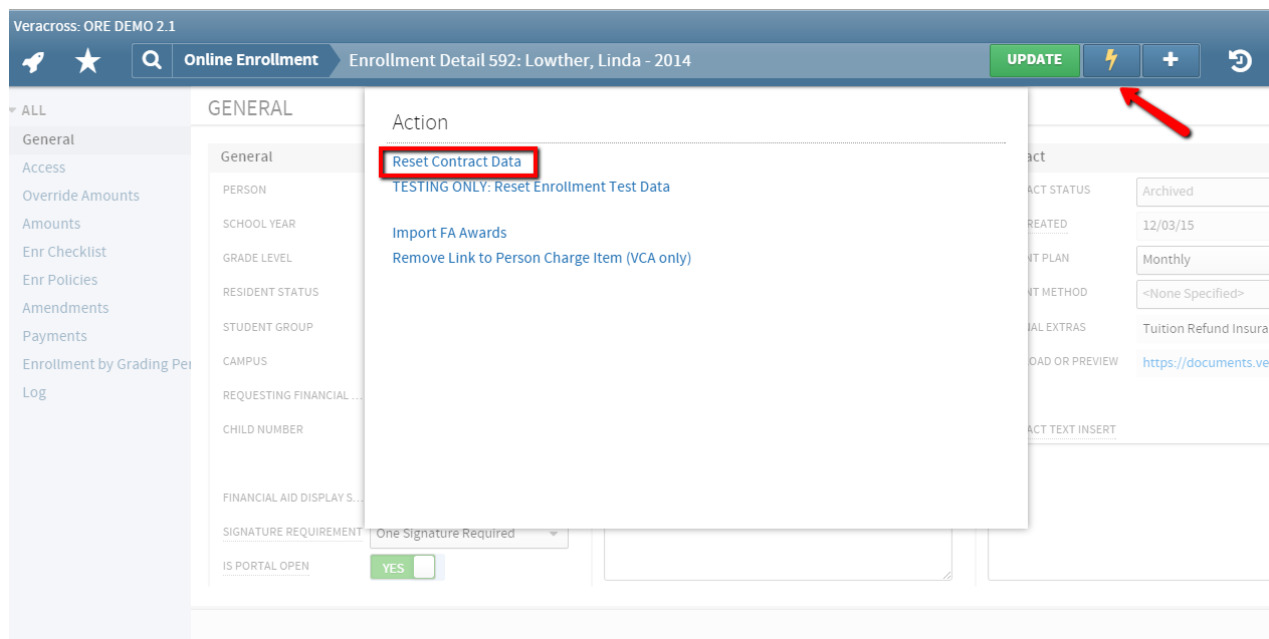 Veracross: ORE DEMO 2.1
Online Enrollment Enrollment Detail 592: Lowther, Linda - 2014 UPDATE
ALL
General
Access
Override Amounts
Amounts
Enr Checklist
Enr Policies
Amendments
Payments
Enrollment by Grading Per
Log
GENERAL
General
PERSON
SCHOOL YEAR
GRADE LEVEL
RESIDENT STATUS
STUDENT GROUP
CAMPUS
REQUESTING FINANCIAL ...
CHILD NUMBER
FINANCIAL AID DISPLAY S...
SIGNATURE REQUIREMENT One Signature Required
IS PORTAL OPEN YES
Action
Reset Contract Data
TESTING ONLY: Reset Enrollment Test Data
Import FA Awards
Remove Link to Person Charge Item (VCA only)
act
ACT STATUS Archived
REATED 12/03/15
NT PLAN Monthly
NT METHOD <None Specified>
NAL EXTRAS Tuition Refund Insura
OAD OR PREVIEW https://documents.ve
ACT TEXT INSERT